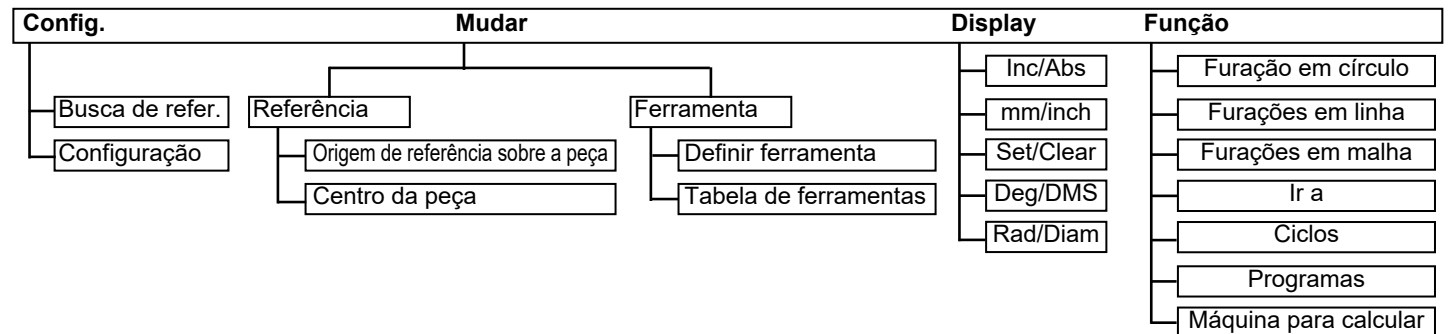 Config.
Mudar
Display
Função
Busca de refer.
Configuração
Referência
Origem de referência sobre a peça
Centro da peça
Ferramenta
Definir ferramenta
Tabela de ferramentas
Inc/Abs
mm/inch
Set/Clear
Deg/DMS
Rad/Diam
Furação em círculo
Furações em linha
Furações em malha
Ir a
Ciclos
Programas
Máquina para calcular